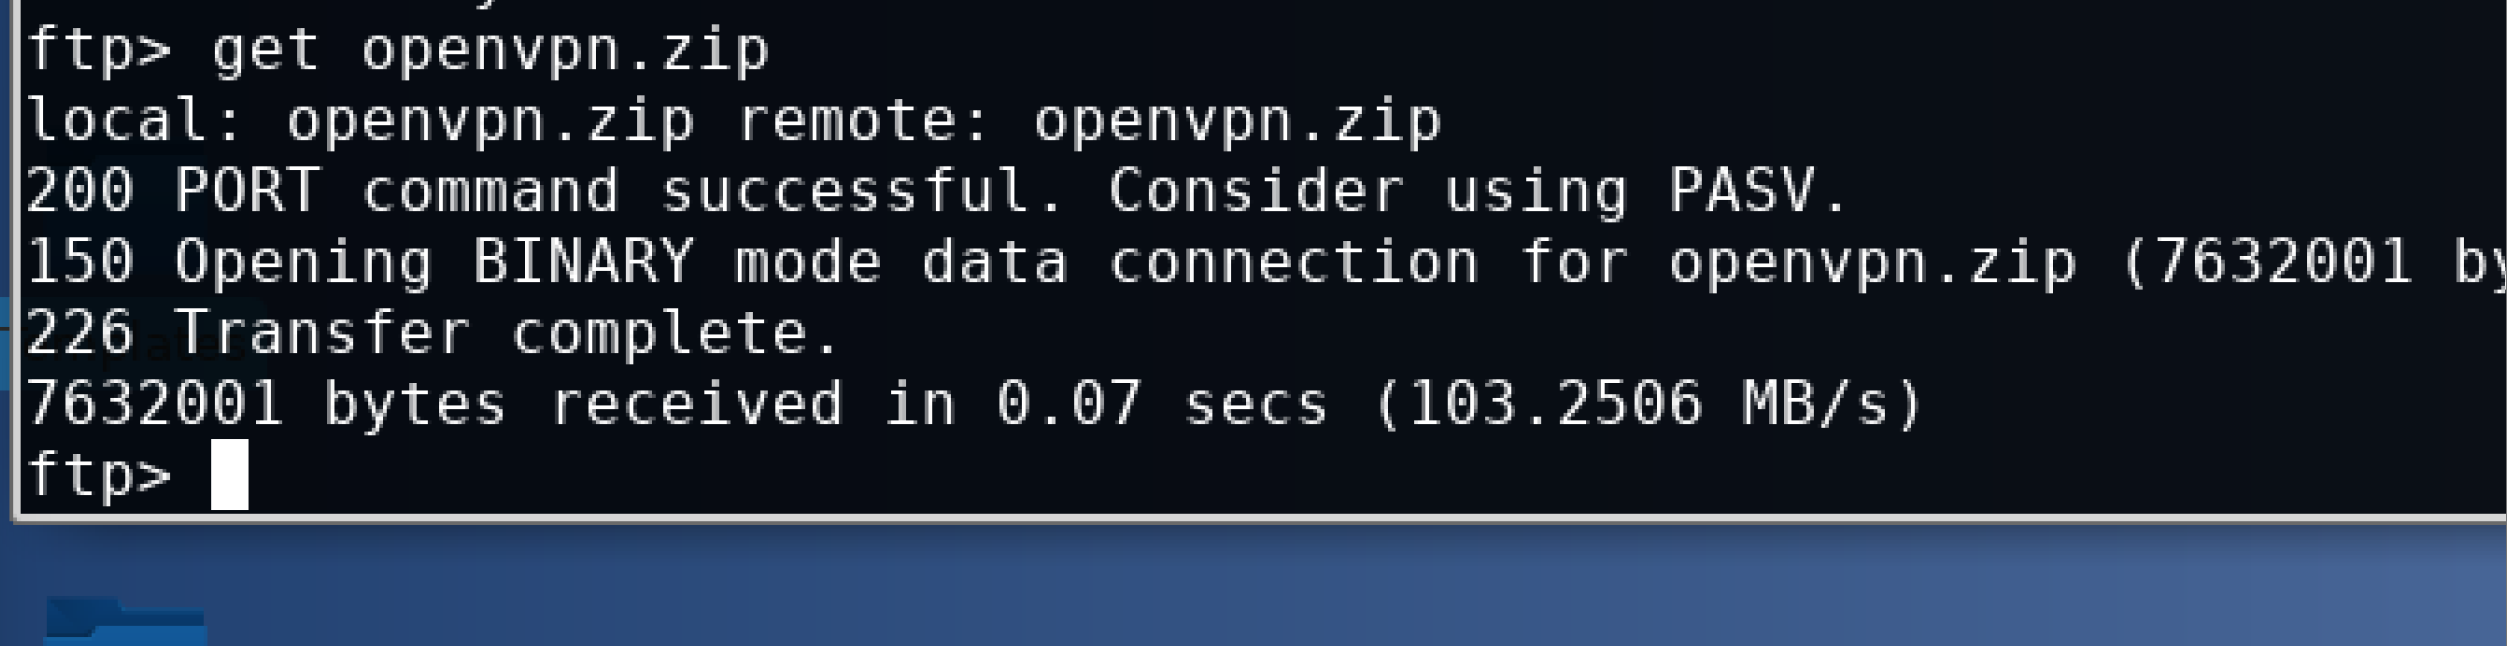 ftp> get openvpn.zip
local: openvpn.zip remote: openvpn.zip
200 PORT command successful. Consider using PASV.
150 Opening BINARY mode data connection for openvpn.zip (7632001 by
226 Transfer complete.
7632001 bytes received in 0.07 secs (103.2506 MB/s)
ftp>